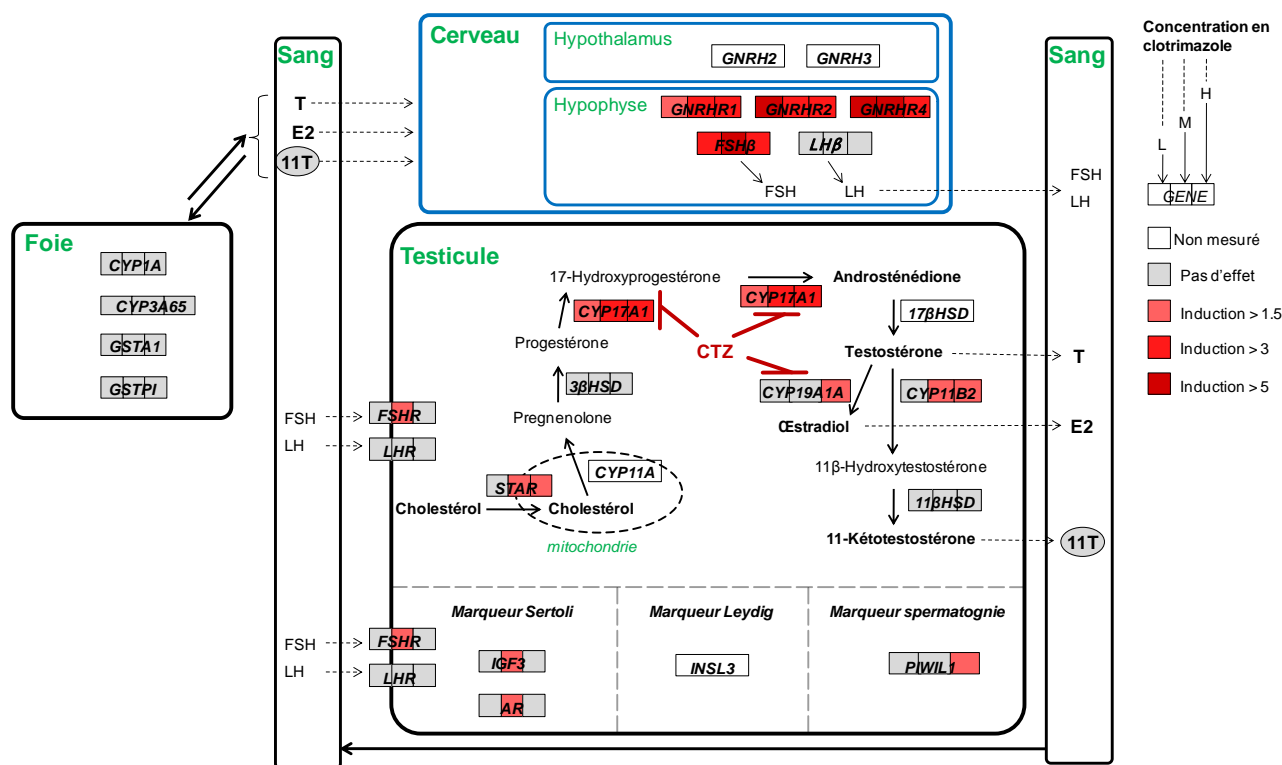 Sang
T
E2
11T
Foie
CYP1A
CYP3A65
GSTA1
GSTPI
FSH
LH
FSH
LH
Cerveau
Hypothalamus
GNRH2
GNRH3
Hypophyse
GNRHR1
GNRHR2
GNRHR4
FSHβ
LHβ
FSH
LH
Testicule
17-Hydroxyprogestérone
Androsténédione
CYP17A1
CYP17A1
17βHSD
Progestérone
CTZ
Testostérone
3βHSD
CYP19A1A
CYP11B2
FSHR
Pregnenolone
Œstradiol
LHR
CYP11A
11β-Hydroxytestostérone
STAR
11βHSD
Cholestérol
Cholestérol
11-Kétotestostérone
mitochondrie
Marqueur Sertoli
Marqueur Leydig
Marqueur spermatognie
FSHR
LHR
IGF3
AR
INSL3
PIWIL1
Sang
FSH
LH
T
E2
11T
Concentration en
clotrimazole
H
M
L
GENE
Non mesuré
Pas d'effet
Induction > 1.5
Induction > 3
Induction > 5